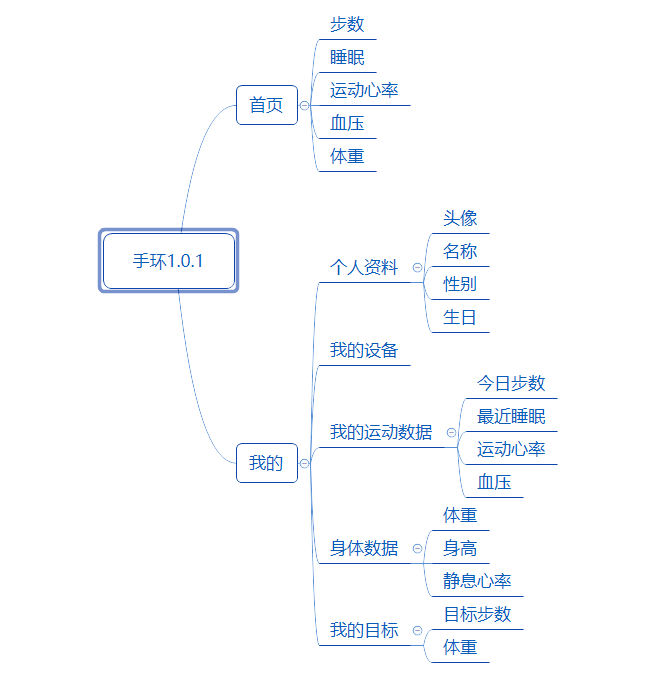 手环1.0.1
首页
步数
睡眠
运动心率
血压
体重
我的
个人资料
头像
名称
性别
生日
我的设备
我的运动数据
今日步数
最近睡眠
运动心率
血压
身体数据
体重
身高
静息心率
我的目标
目标步数
体重